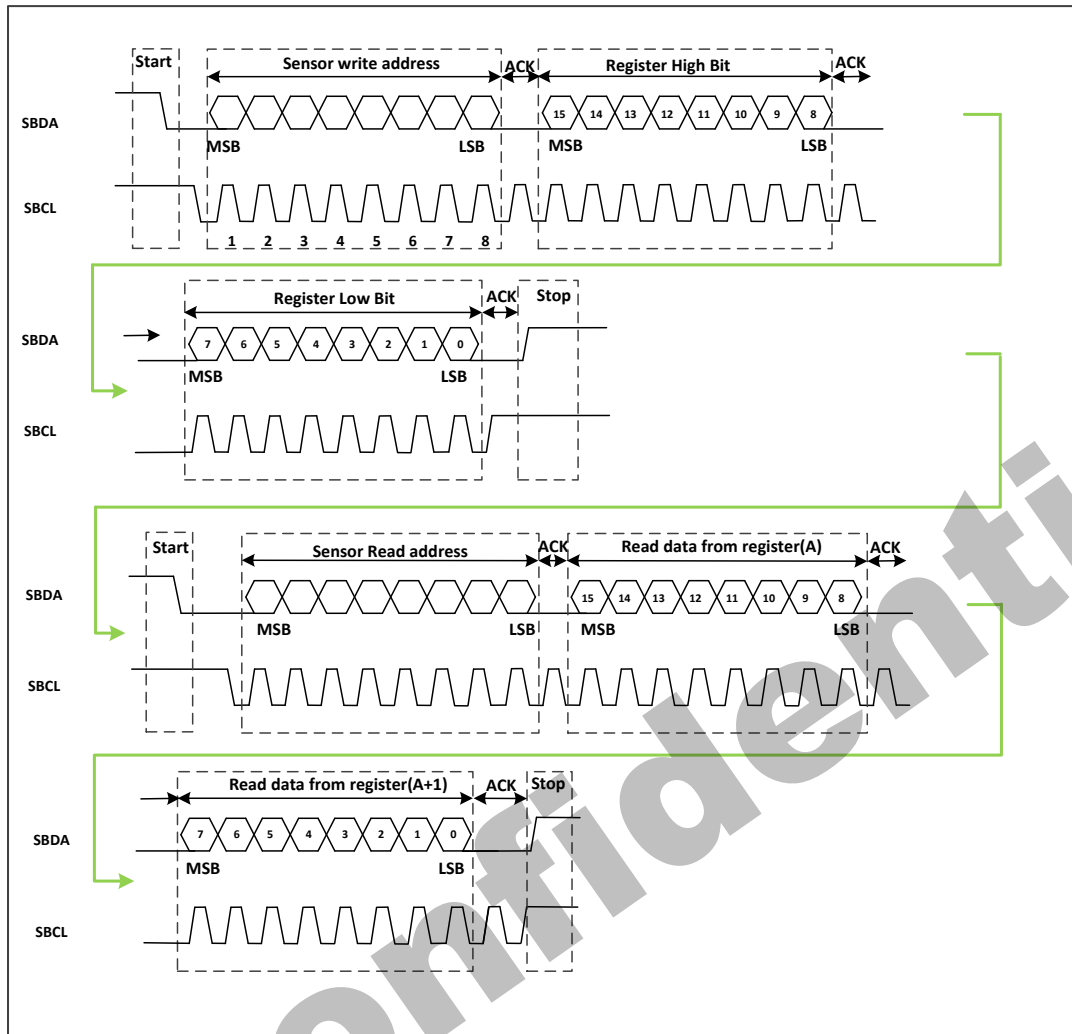 Start Sensor write address ACK Register High Bit ACK
SBDA 15 14 13 12 11 10 9 8
MSB LSB MSB LSB
SBCL
1 2 3 4 5 6 7 8
Register Low Bit ACK Stop
SBDA 7 6 5 4 3 2 1 0
MSB LSB
SBCL
Start Sensor Read address ACK Read data from register(A) ACK
SBDA 15 14 13 12 11 10 9 8
MSB LSB MSB LSB
SBCL
Read data from register(A+1) ACK Stop
SBDA 7 6 5 4 3 2 1 0
MSB LSB
SBCL
onfidenti